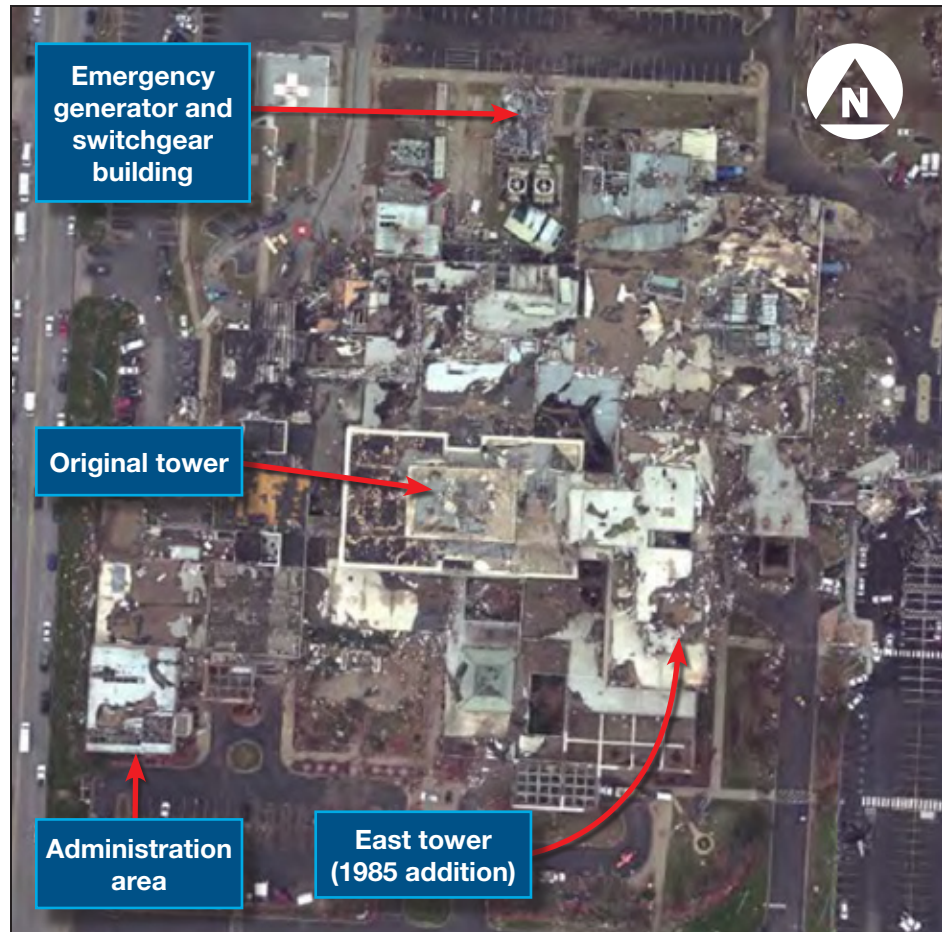 Emergency
generator and
switchgear
building
N
Original tower
Administration
area
East tower
(1985 addition)